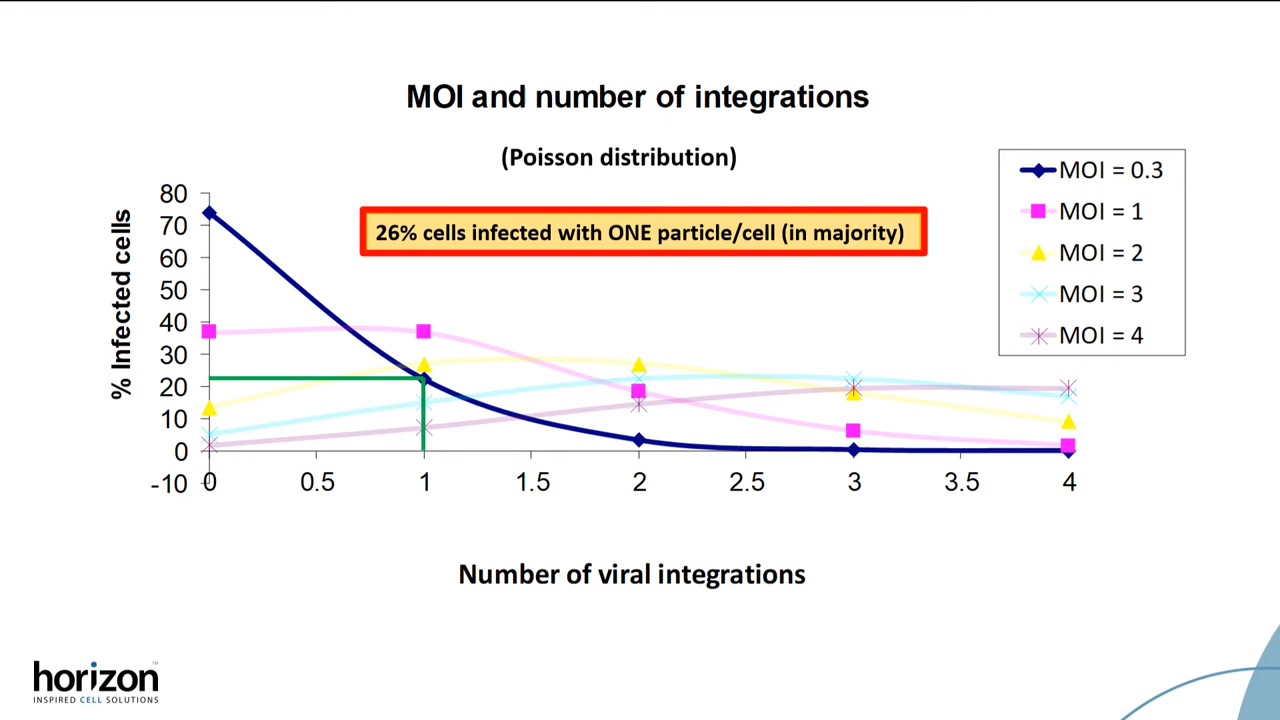 MOI and number of integrations
(Poisson distribution)
26% cells infected with ONE particle/cell (in majority)
MOI = 0.3
MOI = 1
MOI = 2
MOI = 3
MOI = 4
% Infected cells
80
70
60
50
40
30
20
10
0
-10
0 0.5 1 1.5 2 2.5 3 3.5 4
Number of viral integrations
horizon™
INSPIRED CELL SOLUTIONS